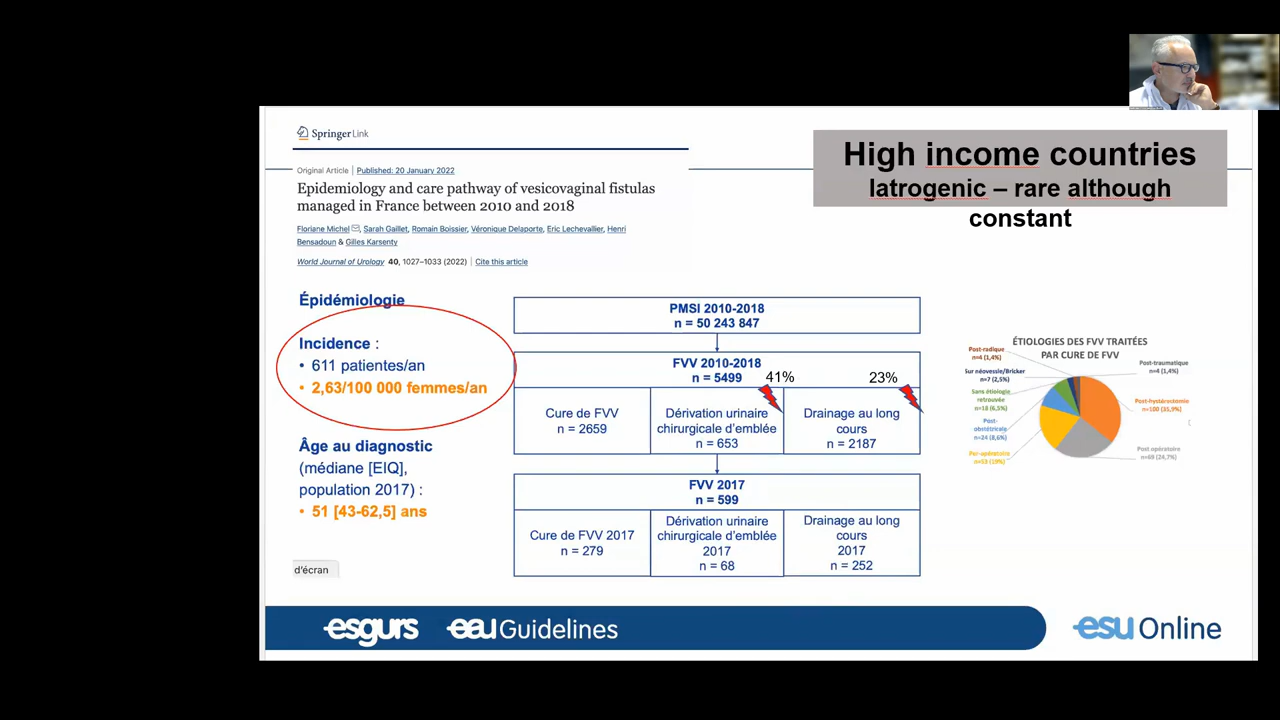 SpringerLink
High income countries
Iatrogenic – rare although
constant
Original Article | Published: 20 January 2022
Epidemiology and care pathway of vesicovaginal fistulas
managed in France between 2010 and 2018
Floriane Michel, Sarah Gaillet, Romain Boissier, Véronique Delaporte, Eric Lechevallier, Henri
Bensadoun & Gilles Karsenty
World Journal of Urology 40, 1027–1033 (2022) | Cite this article
Épidémiologie
Incidence :
• 611 patientes/an
• 2,63/100 000 femmes/an
Âge au diagnostic
(médiane [EIQ],
population 2017) :
• 51 [43-62,5] ans
d'écran
PMSI 2010-2018
n = 50 243 847
FVV 2010-2018
n = 5499
41%
23%
Cure de FVV
n = 2659
Dérivation urinaire
chirurgicale d'emblée
n = 653
Drainage au long
cours
n = 2187
FVV 2017
n = 599
Cure de FVV 2017
n = 279
Dérivation urinaire
chirurgicale d'emblée
2017
n = 68
Drainage au long
cours
2017
n = 252
ÉTIOLOGIES DES FVV TRAITÉES
PAR CURE DE FVV
Post-radique
n=4 (1,4%)
Sur néovessie/Bricker
n=7 (2,5%)
Sans étiologie
retrouvée
n=18 (6,5%)
Post-
obstétricale
n=24 (8,6%)
Per-opératoire
n=53 (19%)
Post-traumatique
n=4 (1,4%)
Post-hystérectomie
n=100 (35,9%)
Post opératoire
n=69 (24,7%)
esgurs
eau Guidelines
esu Online